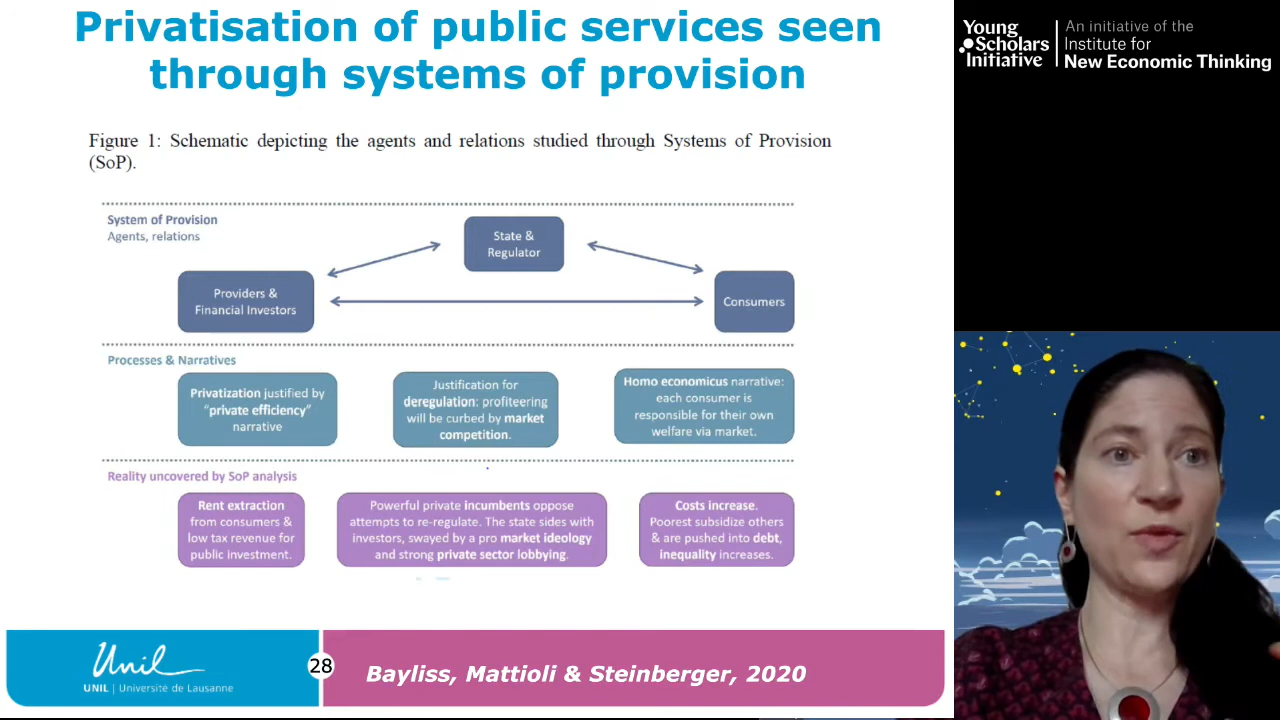 Privatisation of public services seen
through systems of provision
Figure 1: Schematic depicting the agents and relations studied through Systems of Provision
(SoP).
System of Provision
Agents, relations
State &
Regulator
Providers &
Financial Investors
Consumers
Processes & Narratives
Privatization justified by
“private efficiency”
narrative
Justification for
deregulation: profiteering
will be curbed by market
competition.
Homo economicus narrative:
each consumer is
responsible for their own
welfare via market.
Reality uncovered by SoP analysis
Rent extraction
from consumers &
low tax revenue for
public investment.
Powerful private incumbents oppose
attempts to re-regulate. The state sides with
investors, swayed by a pro market ideology
and strong private sector lobbying.
Costs increase.
Poorest subsidize others
& are pushed into debt,
inequality increases.
Unil
UNIL | Université de Lausanne
28
Bayliss, Mattioli & Steinberger, 2020
Young
Scholars
Initiative
An initiative of the
Institute for
New Economic Thinking